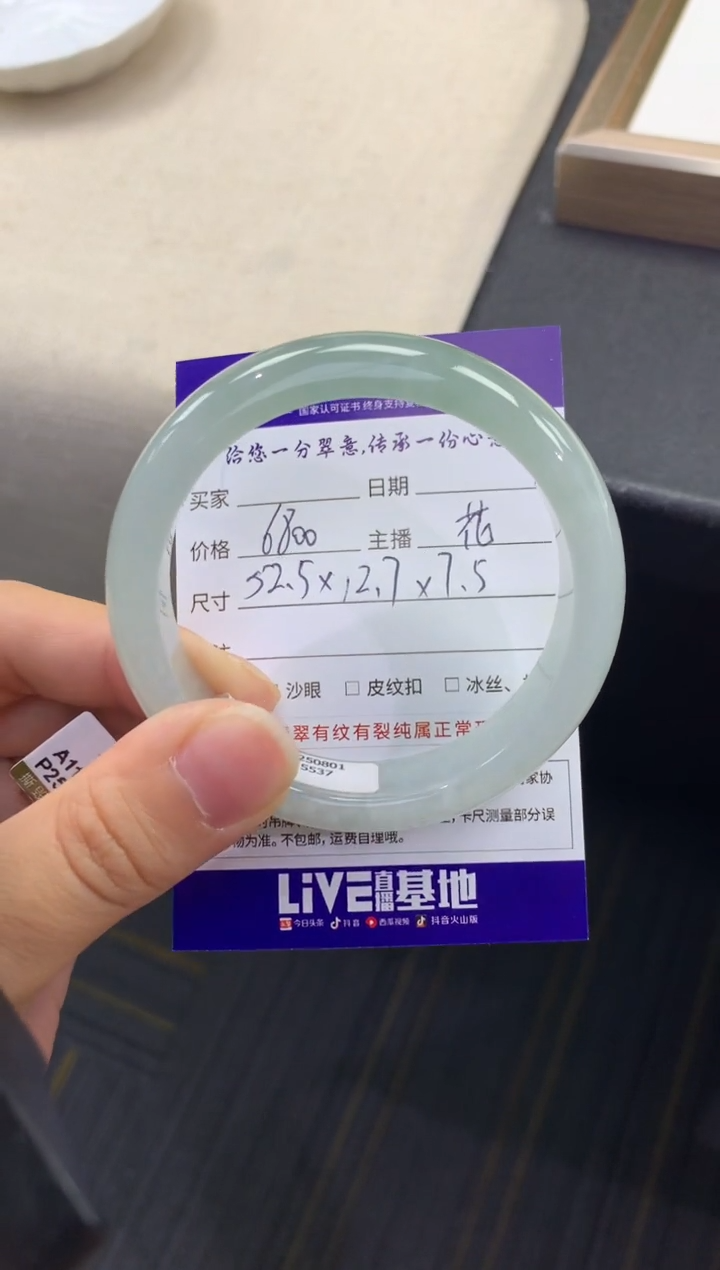 国家认可证书 终身支持
给您一分翠意,传承一份心
买家 日期
价格 6800 主播 花
尺寸 52.5×12.7×7.5
沙眼 □ 皮纹扣 □ 冰丝、
翠有纹有裂纯属正常
250801
5537
A11
P25
家协
卡尺测量部分误
物为准。不包邮,运费自理哦。
LiVE直播基地
今日头条 抖音 西瓜视频 抖音火山版